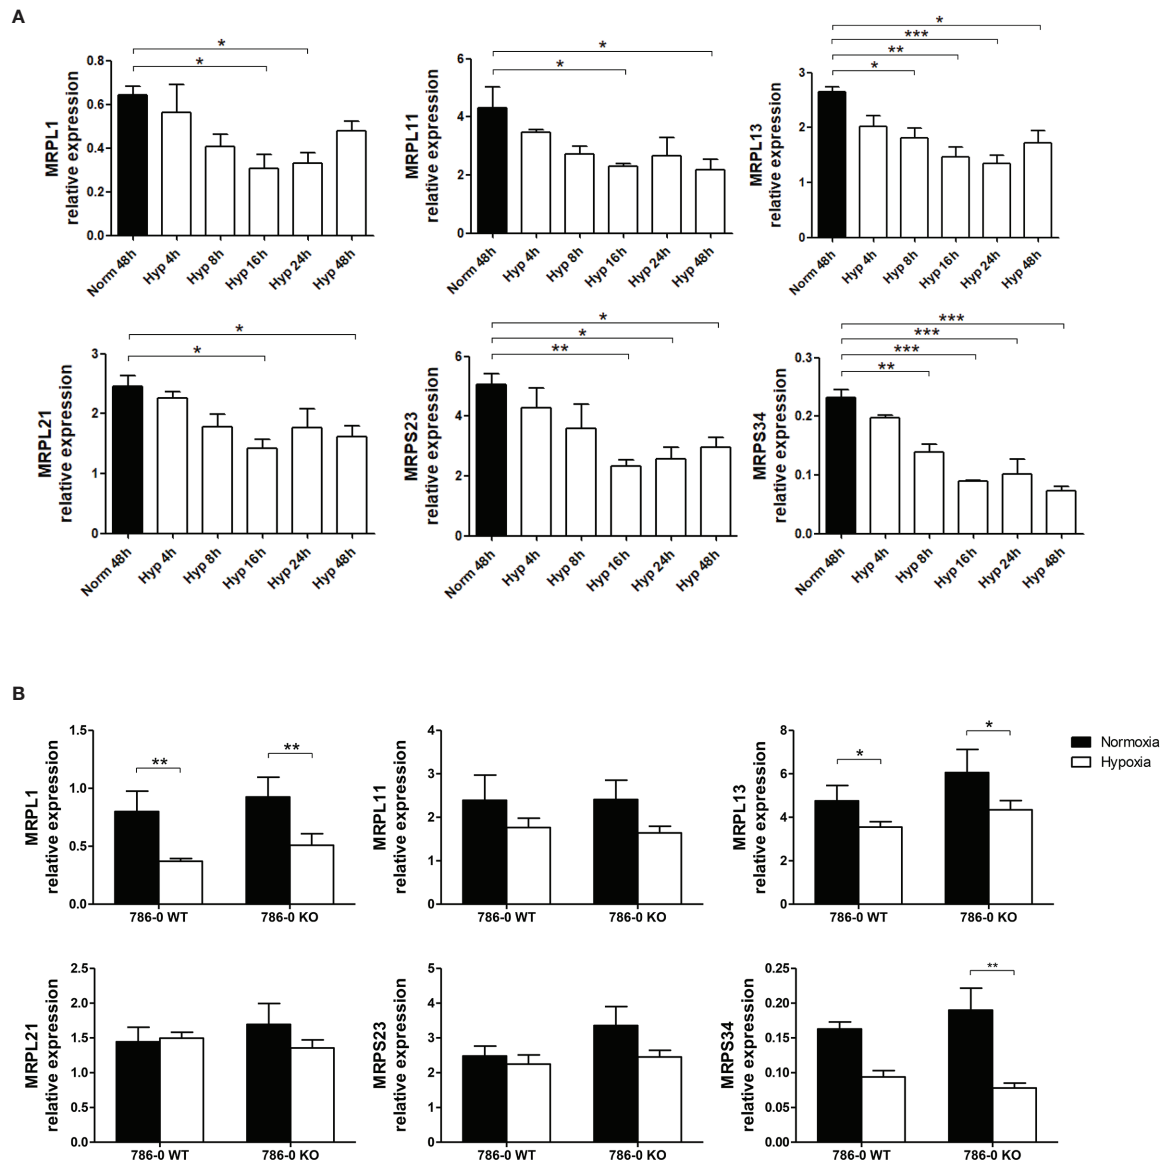 A
MRPL1
relative expression
0.8
0.6
0.4
0.2
0.0
*
*
Norm 48h
Hyp 4h
Hyp 8h
Hyp 16h
Hyp 24h
Hyp 48h
MRPL11
relative expression
6
4
2
0
*
*
Norm 48h
Hyp 4h
Hyp 8h
Hyp 16h
Hyp 24h
Hyp 48h
MRPL13
relative expression
3
2
1
0
*
***
**
*
Norm 48h
Hyp 4h
Hyp 8h
Hyp 16h
Hyp 24h
Hyp 48h
MRPL21
relative expression
3
2
1
0
*
*
Norm 48h
Hyp 4h
Hyp 8h
Hyp 16h
Hyp 24h
Hyp 48h
MRPS23
relative expression
6
4
2
0
*
*
**
Norm 48h
Hyp 4h
Hyp 8h
Hyp 16h
Hyp 24h
Hyp 48h
MRPS34
relative expression
0.3
0.2
0.1
0.0
***
***
***
**
Norm 48h
Hyp 4h
Hyp 8h
Hyp 16h
Hyp 24h
Hyp 48h
B
MRPL1
relative expression
1.5
1.0
0.5
0.0
**
**
786-0 WT
786-0 KO
MRPL11
relative expression
4
3
2
1
0
786-0 WT
786-0 KO
MRPL13
relative expression
8
6
4
2
0
*
*
786-0 WT
786-0 KO
Normoxia
Hypoxia
MRPL21
relative expression
2.5
2.0
1.5
1.0
0.5
0.0
786-0 WT
786-0 KO
MRPS23
relative expression
5
4
3
2
1
0
786-0 WT
786-0 KO
MRPS34
relative expression
0.25
0.20
0.15
0.10
0.05
0.00
**
786-0 WT
786-0 KO